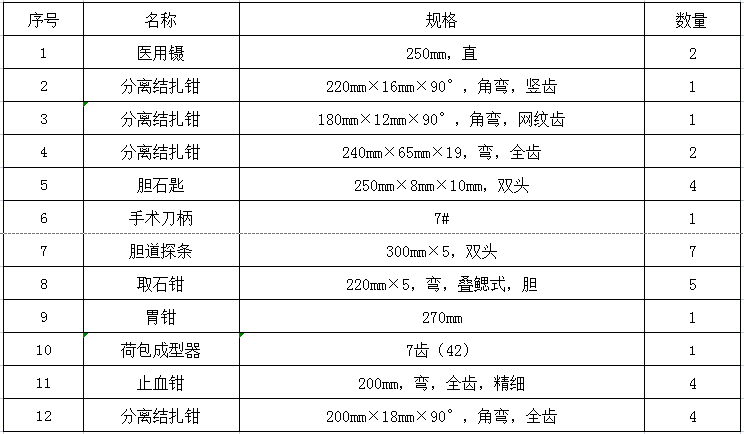 序号 名称 规格 数量
1 医用镊 250mm，直 2
2 分离结扎钳 220mm×16mm×90°，角弯，竖齿 1
3 分离结扎钳 180mm×12mm×90°，角弯，网纹齿 1
4 分离结扎钳 240mm×65mm×19，弯，全齿 2
5 胆石匙 250mm×8mm×10mm，双头 4
6 手术刀柄 7# 1
7 胆道探条 300mm×5，双头 7
8 取石钳 220mm×5，弯，叠鳃式，胆 5
9 胃钳 270mm 1
10 荷包成型器 7齿（42） 1
11 止血钳 200mm，弯，全齿，精细 4
12 分离结扎钳 200mm×18mm×90°，角弯，全齿 4